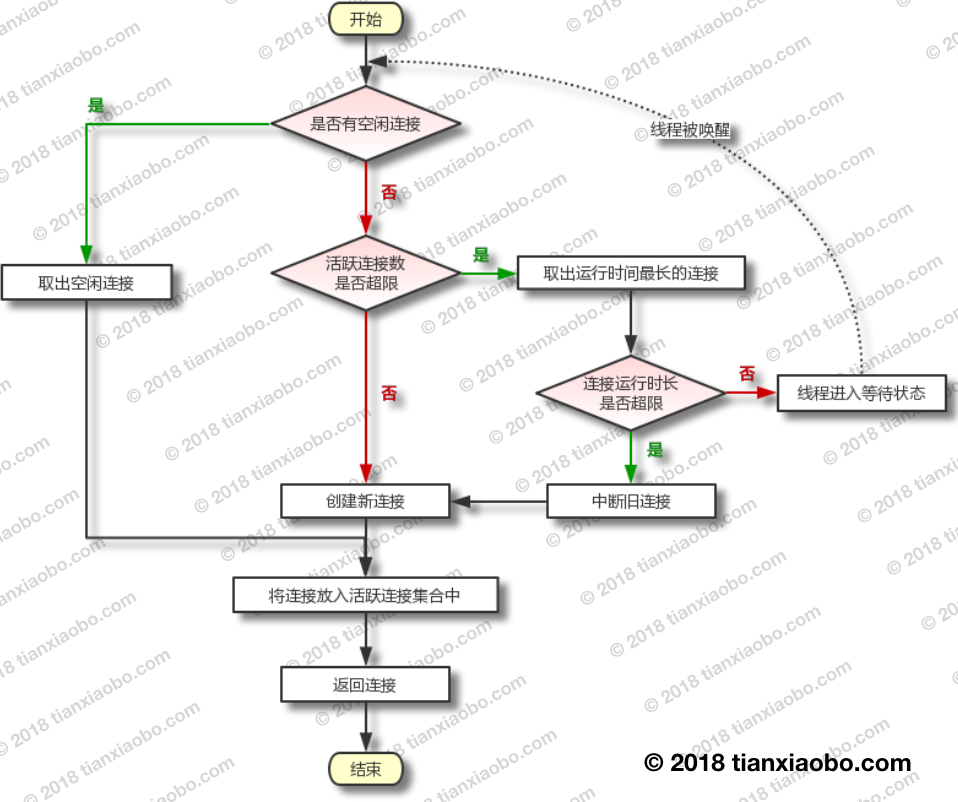 开始
是
是否有空闲连接
线程被唤醒
否
活跃连接数
是否超限
是
取出空闲连接
取出运行时间最长的连接
否
连接运行时长
是否超限
否
线程进入等待状态
是
创建新连接
中断旧连接
将连接放入活跃连接集合中
返回连接
结束
© 2018 tianxiaobo.com